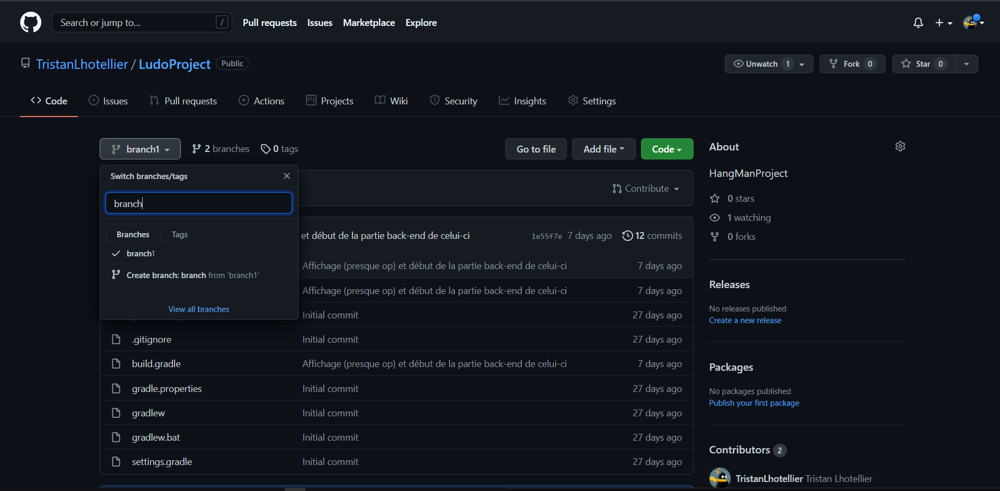 Search or jump to... /
Pull requests Issues Marketplace Explore
TristanLhotellier / LudoProject Public
Unwatch 1 Fork 0 Star 0
Code Issues Pull requests Actions Projects Wiki Security Insights Settings
branch1 2 branches 0 tags
Go to file Add file Code
Switch branches/tags
branch
Branches Tags
branch1
Create branch: branch from ‘branch1’
View all branches
Contribute
et début de la partie back-end de celui-ci 1e55f7e 7 days ago 12 commits
Affichage (presque op) et début de la partie back-end de celui-ci 7 days ago
Affichage (presque op) et début de la partie back-end de celui-ci 7 days ago
Initial commit 27 days ago
.gitignore Initial commit 27 days ago
build.gradle Affichage (presque op) et début de la partie back-end de celui-ci 7 days ago
gradle.properties Initial commit 27 days ago
gradlew Initial commit 27 days ago
gradlew.bat Initial commit 27 days ago
settings.gradle Initial commit 27 days ago
About
HangManProject
0 stars
1 watching
0 forks
Releases
No releases published
Create a new release
Packages
No packages published
Publish your first package
Contributors 2
TristanLhotellier Tristan Lhotellier